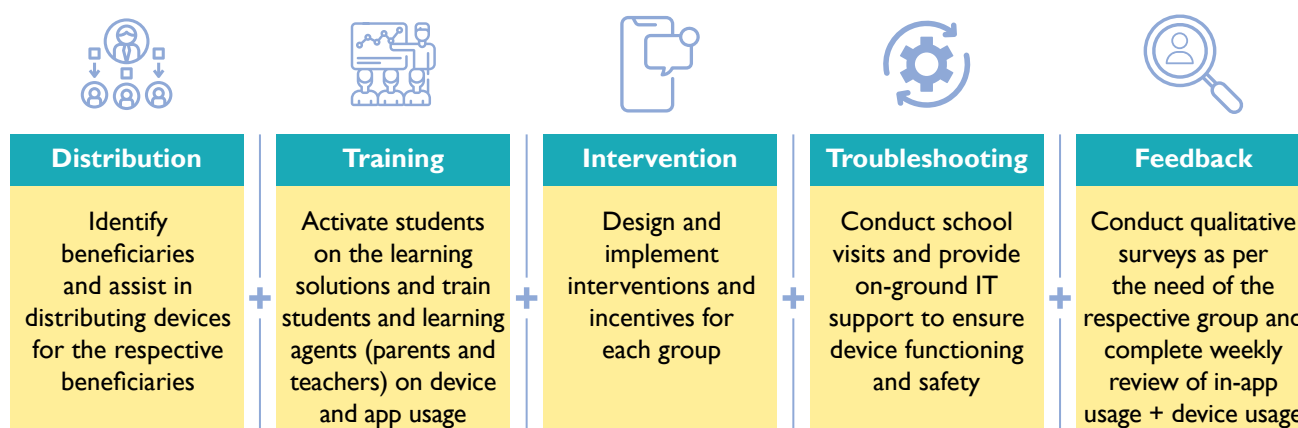 Distribution
Identify
beneficiaries
and assist in
distributing devices
for the respective
beneficiaries
+
Training
Activate students
on the learning
solutions and train
students and learning
agents (parents and
teachers) on device
and app usage
+
Intervention
Design and
implement
interventions and
incentives for
each group
+
Troubleshooting
Conduct school
visits and provide
on-ground IT
support to ensure
device functioning
and safety
+
Feedback
Conduct qualitative
surveys as per
the need of the
respective group and
complete weekly
review of in-app
usage + device usage